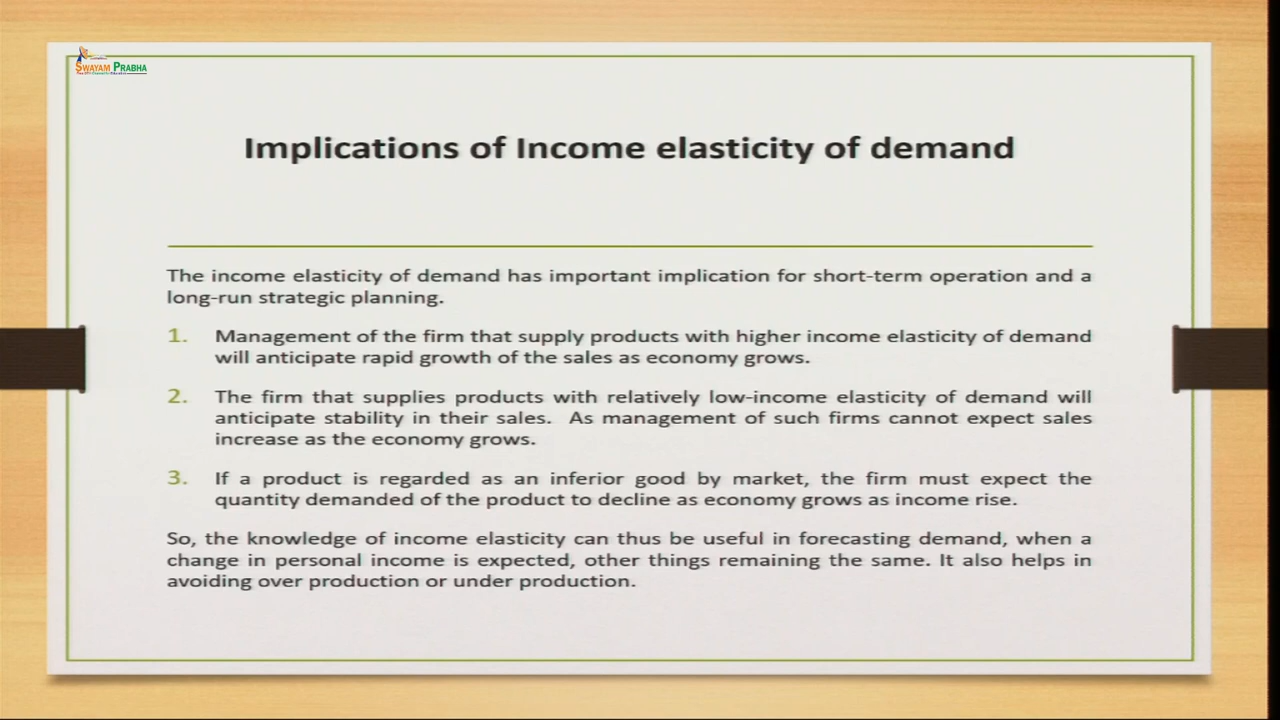 SWAYAM PRABHA
Implications of Income elasticity of demand
The income elasticity of demand has important implication for short-term operation and a
long-run strategic planning.
1. Management of the firm that supply products with higher income elasticity of demand
will anticipate rapid growth of the sales as economy grows.
2. The firm that supplies products with relatively low-income elasticity of demand will
anticipate stability in their sales. As management of such firms cannot expect sales
increase as the economy grows.
3. If a product is regarded as an inferior good by market, the firm must expect the
quantity demanded of the product to decline as economy grows as income rise.
So, the knowledge of income elasticity can thus be useful in forecasting demand, when a
change in personal income is expected, other things remaining the same. It also helps in
avoiding over production or under production.